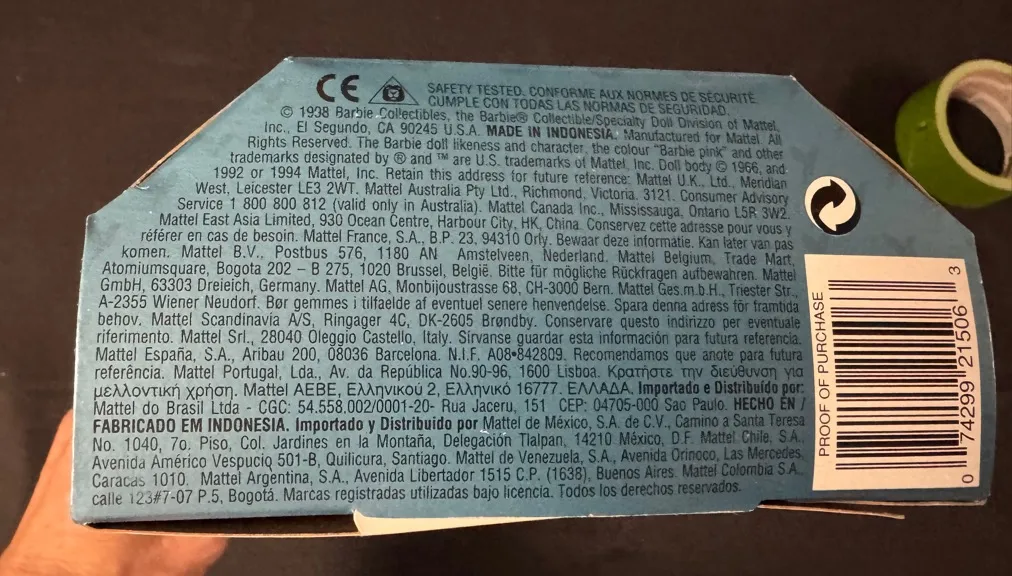 CE SAFETY TESTED. CONFORME AUX NORMES DE SÉCURITÉ.
CUMPLE CON TODAS LAS NORMAS DE SEGURIDAD.
© 1998 Barbie Collectibles, the Barbie® Collectible/Specialty Doll Division of Mattel,
Inc., El Segundo, CA 90245 U.S.A. MADE IN INDONESIA. Manufactured for Mattel. All
Rights Reserved. The Barbie doll likeness and character, the colour "Barbie pink" and other
trademarks designated by ® and ™ are U.S. trademarks of Mattel, Inc. Doll body © 1966, and
1992 or 1994 Mattel, Inc. Retain this address for future reference: Mattel U.K., Ltd., Meridian
West, Leicester LE3 2WT. Mattel Australia Pty Ltd., Richmond, Victoria. 3121. Consumer Advisory
Service 1 800 800 812 (valid only in Australia). Mattel Canada Inc., Mississauga, Ontario L5R 3W2.
Mattel East Asia Limited, 930 Ocean Centre, Harbour City, HK, China. Conservez cette adresse pour vous y
référer en cas de besoin. Mattel France, S.A., B.P. 23, 94310 Orly. Bewaar deze informatie. Kan later van pas
komen. Mattel B.V., Postbus 576, 1180 AN Amstelveen, Nederland. Mattel Belgium, Trade Mart,
Atomiumsquare, Bogota 202 – B 275, 1020 Brussel, België. Bitte für mögliche Rückfragen aufbewahren. Mattel
GmbH, 63303 Dreieich, Germany. Mattel AG, Monbijoustrasse 68, CH-3000 Bern. Mattel Ges.m.b.H., Triester Str.,
A-2355 Wiener Neudorf. Bør gemmes i tilfælde af eventuel senere henvendelse. Spara denna adress för framtida
behov. Mattel Scandinavia A/S, Ringager 4C, DK-2605 Brøndby. Conservare questo indirizzo per eventuale
riferimento. Mattel Srl., 28040 Oleggio Castello, Italy. Sírvanse guardar esta información para futura referencia.
Mattel España, S.A., Aribau 200, 08036 Barcelona. N.I.F. A08•842809. Recomendamos que anote para futura
referência. Mattel Portugal, Lda., Av. da República No.90-96, 1600 Lisboa. Κρατήστε την διεύθυνση για
μελλοντική χρήση. Mattel AEBE, Ελληνικού 2, Ελληνικό 16777. ΕΛΛΑΔΑ. Importado e Distribuído por:
Mattel do Brasil Ltda - CGC: 54.558.002/0001-20- Rua Jaceru, 151 CEP: 04705-000 Sao Paulo. HECHO EN /
FABRICADO EM INDONESIA. Importado y Distribuido por Mattel de México, S.A. de C.V., Camino a Santa Teresa
No. 1040, 7o. Piso, Col. Jardines en la Montaña, Delegación Tlalpan, 14210 México, D.F. Mattel Chile, S.A.,
Avenida Américo Vespucio 501-B, Quilicura, Santiago. Mattel de Venezuela, S.A., Avenida Orinoco, Las Mercedes,
Caracas 1010. Mattel Argentina, S.A., Avenida Libertador 1515 C.P. (1638), Buenos Aires. Mattel Colombia S.A.,
calle 123#7-07 P.5, Bogotá. Marcas registradas utilizadas bajo licencia. Todos los derechos reservados.
PROOF OF PURCHASE
0 74299 21506 3